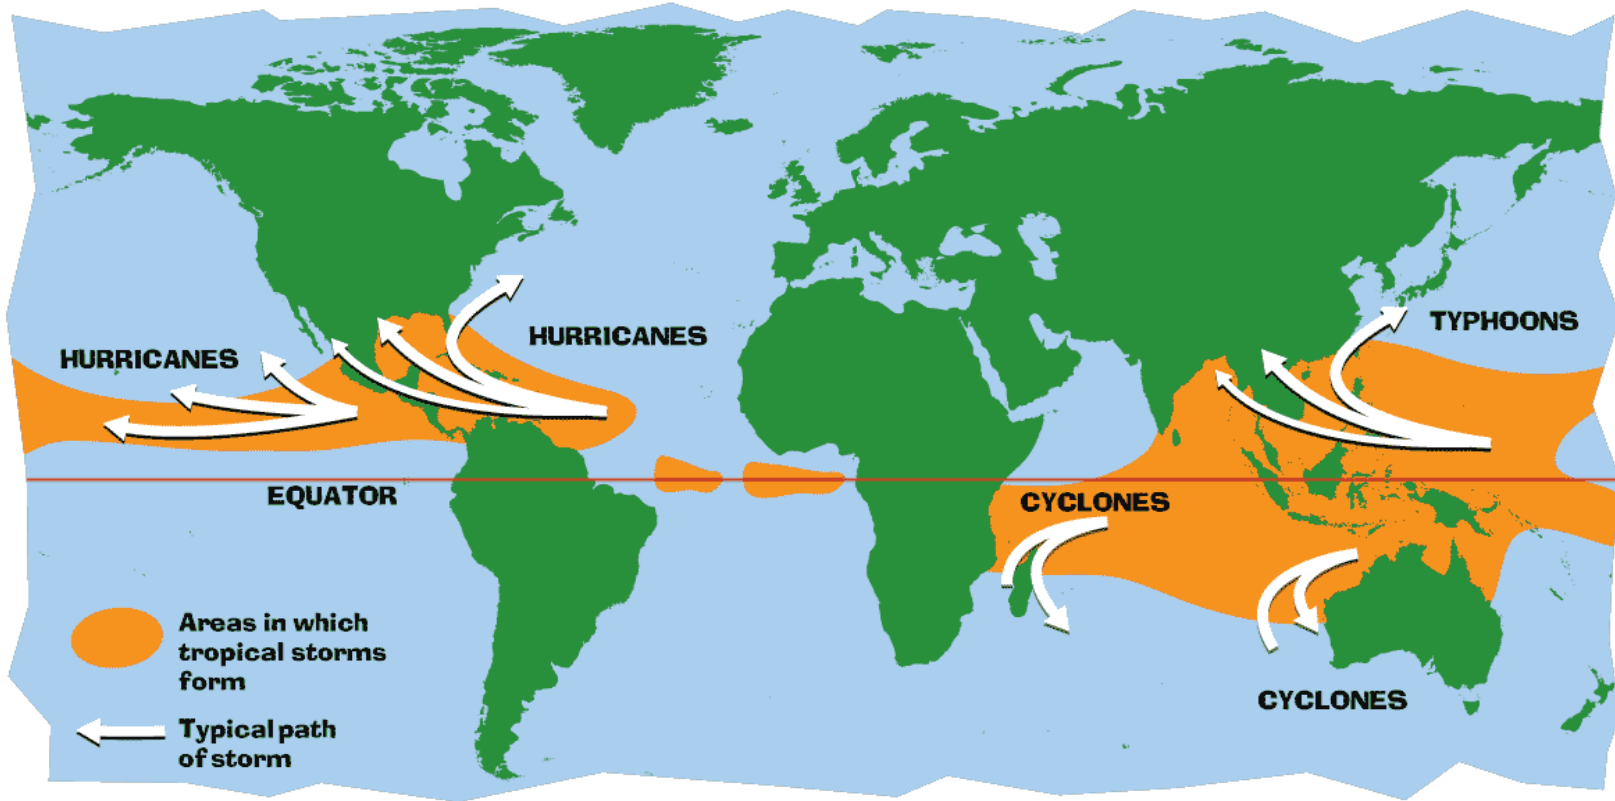 HURRICANES
TYPHOONS
HURRICANES
EQUATOR
CYCLONES
Areas in which
tropical storms
form
CYCLONES
Typical path
of storm